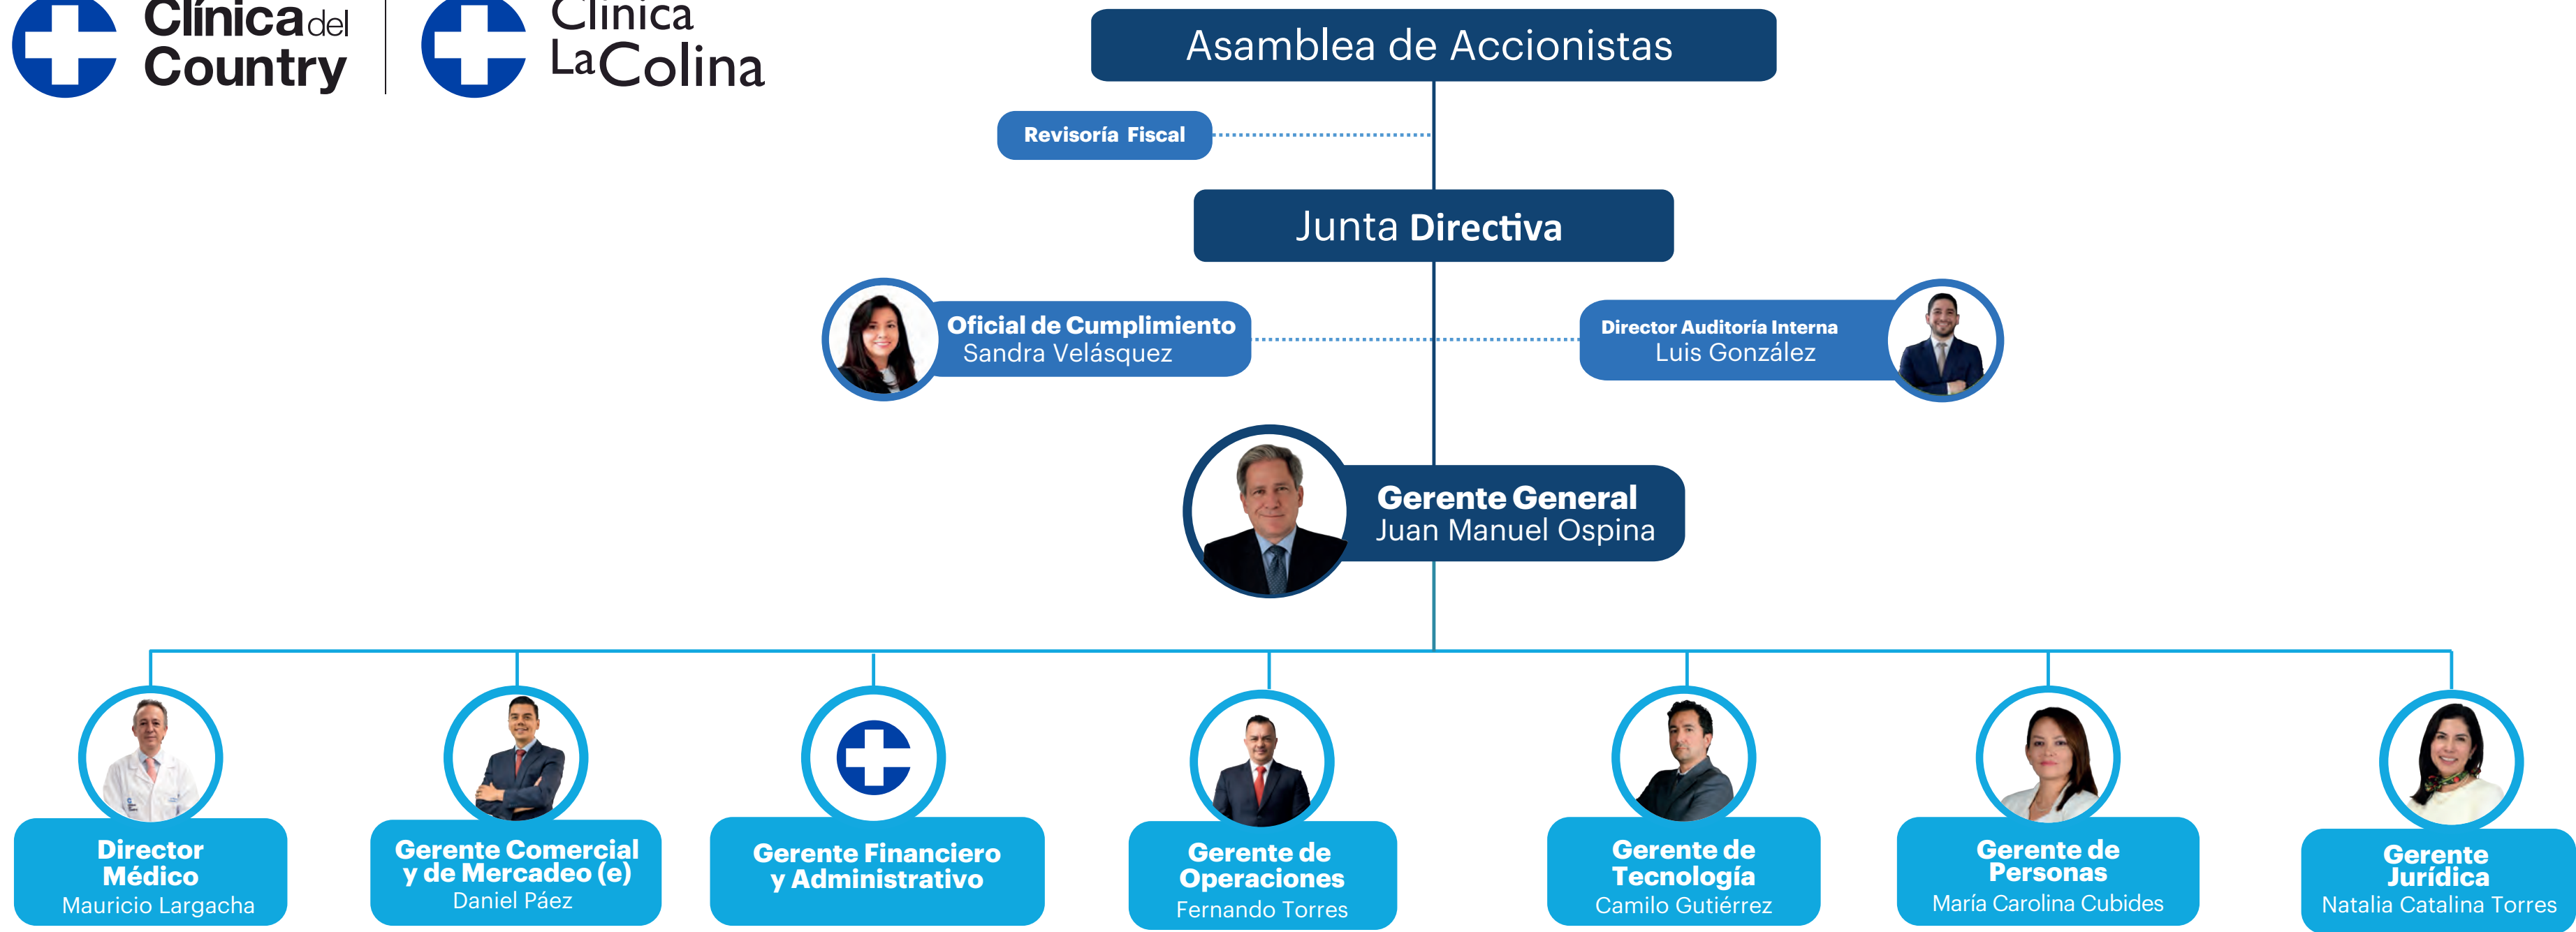 Clínica del
Country
Clínica
LaColina
Asamblea de Accionistas
Revisoría Fiscal
Junta Directiva
Oficial de Cumplimiento
Sandra Velásquez
Director Auditoría Interna
Luis González
Gerente General
Juan Manuel Ospina
Director
Médico
Mauricio Largacha
Gerente Comercial
y de Mercadeo (e)
Daniel Páez
Gerente Financiero
y Administrativo
Gerente de
Operaciones
Fernando Torres
Gerente de
Tecnología
Camilo Gutiérrez
Gerente de
Personas
María Carolina Cubides
Gerente
Jurídica
Natalia Catalina Torres